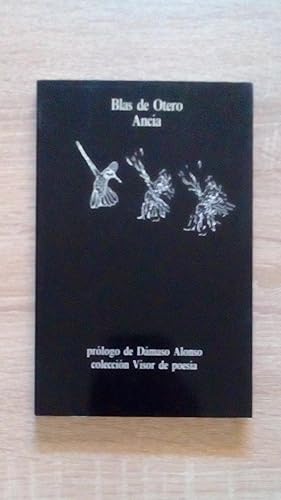 Blas de Otero
Ancia
prólogo de Dámaso Alonso
colección Visor de poesía